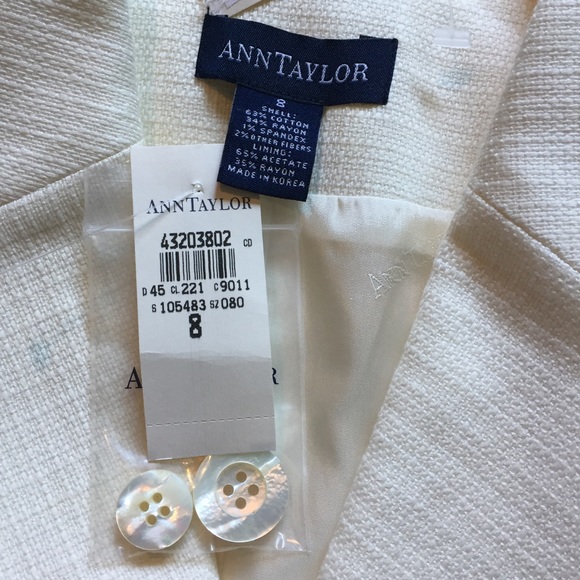 ANNTAYLOR
8
SHELL:
63% COTTON
34% RAYON
1% SPANDEX
2% OTHER FIBERS
LINING:
65% ACETATE
35% RAYON
MADE IN KOREA
ANNTAYLOR
43203802 CD
D 45 CL 221 C 9011
S 105483 SZ 080
8